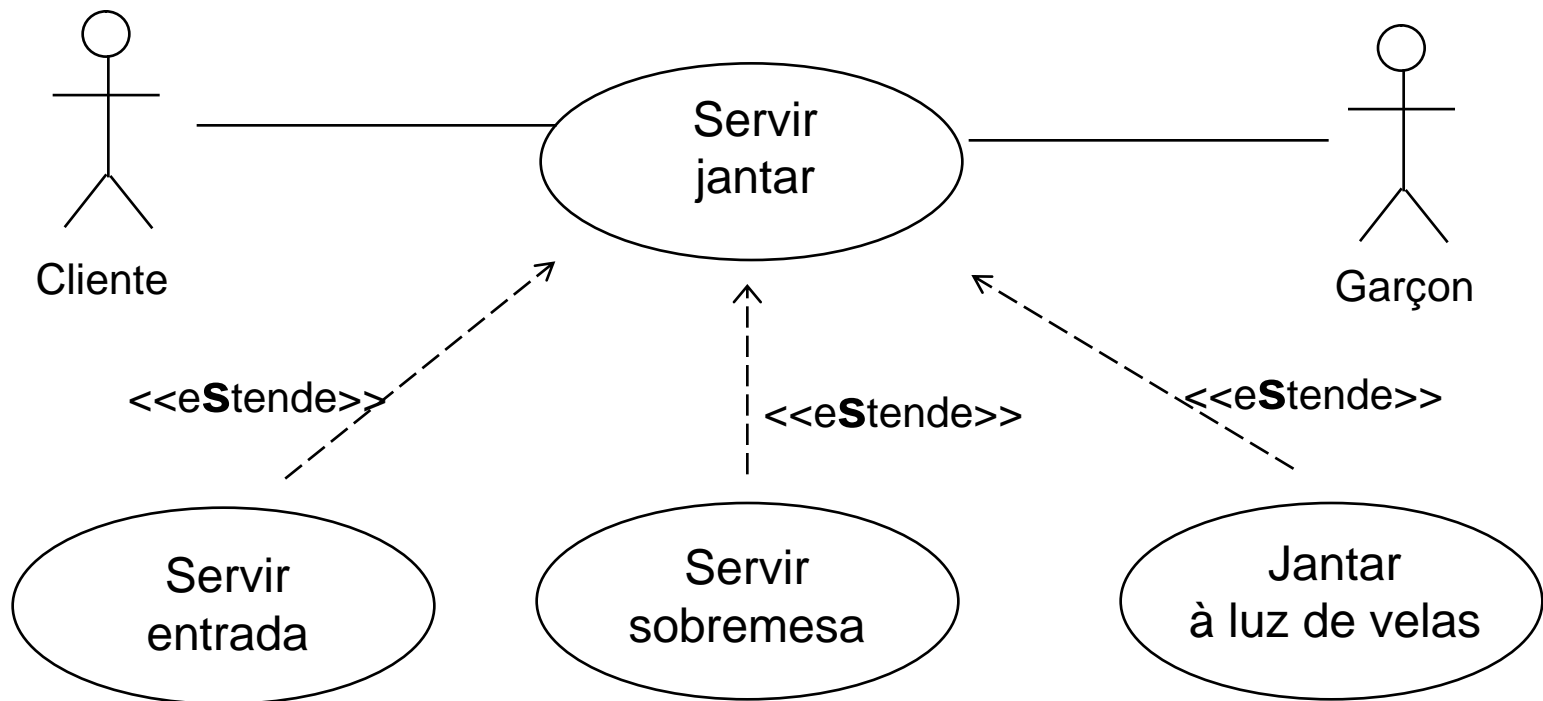 Servir
jantar
Cliente
Garçon
<<eStende>>
<<eStende>>
<<eStende>>
Servir
entrada
Servir
sobremesa
Jantar
à luz de velas